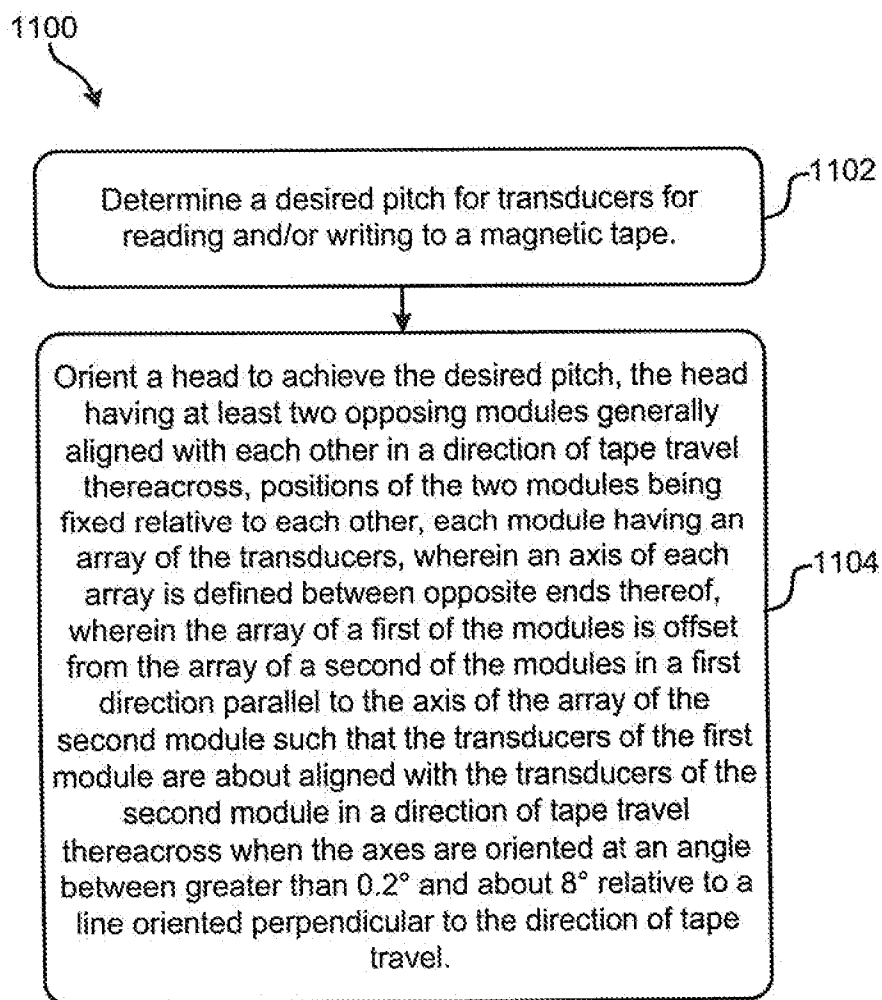 1100
1102
Determine a desired pitch for transducers for
reading and/or writing to a magnetic tape.
Orient a head to achieve the desired pitch, the head
having at least two opposing modules generally
aligned with each other in a direction of tape travel
thereacross, positions of the two modules being
fixed relative to each other, each module having an
array of the transducers, wherein an axis of each
array is defined between opposite ends thereof,
wherein the array of a first of the modules is offset
from the array of a second of the modules in a first
direction parallel to the axis of the array of the
second module such that the transducers of the first
module are about aligned with the transducers of the
second module in a direction of tape travel
thereacross when the axes are oriented at an angle
between greater than 0.2° and about 8° relative to a
line oriented perpendicular to the direction of tape
travel.
1104